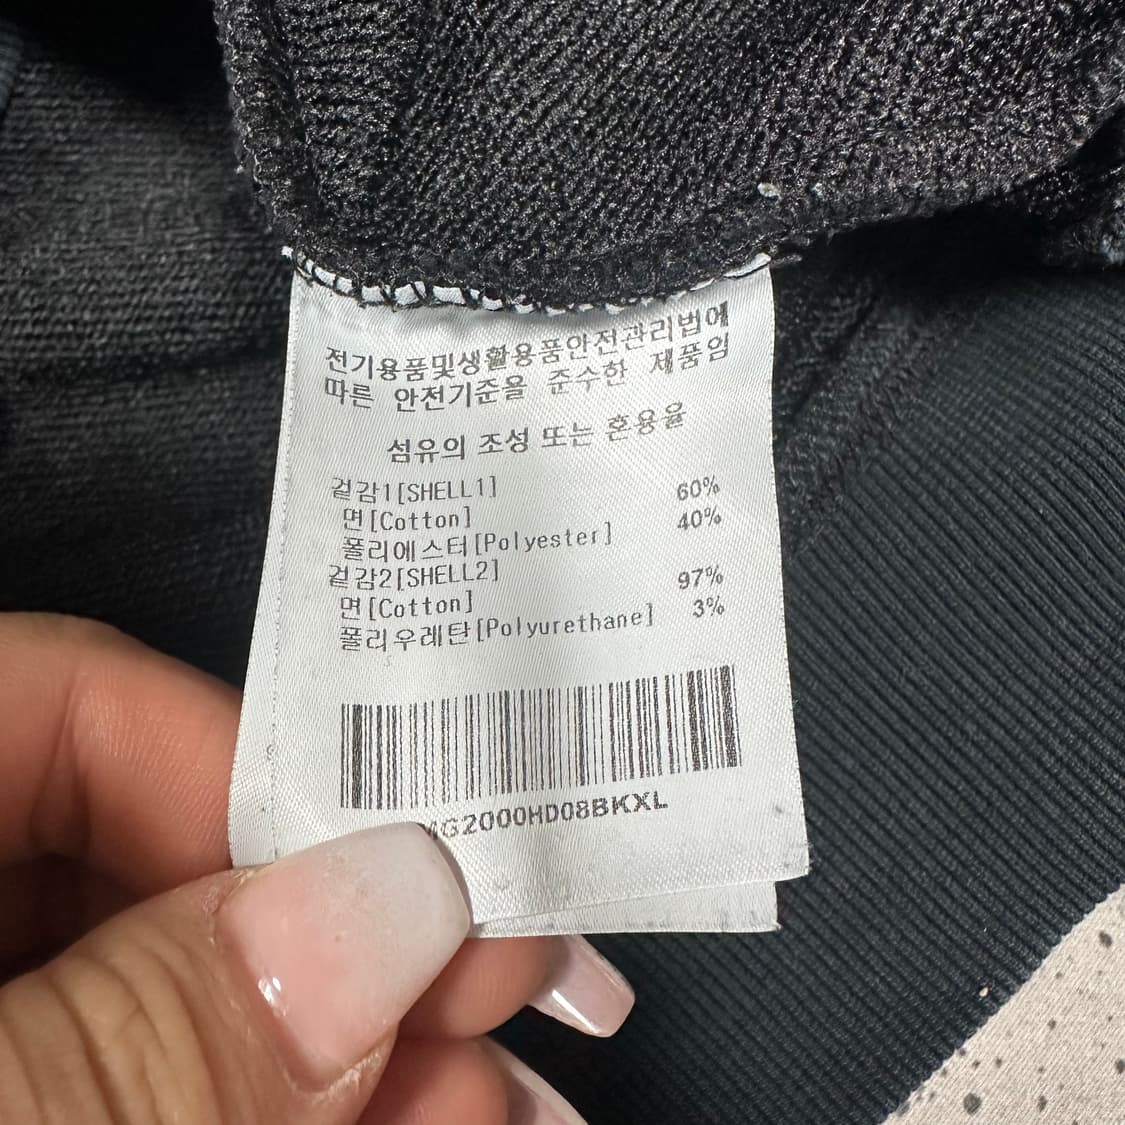 전기용품및생활용품안전관리법에
따른 안전기준을 준수한 제품임
섬유의 조성 또는 혼용율
겉감1[SHELL1]
면[Cotton] 60%
폴리에스터[Polyester] 40%
겉감2[SHELL2]
면[Cotton] 97%
폴리우레탄[Polyurethane] 3%
MG2000HD08BKXL